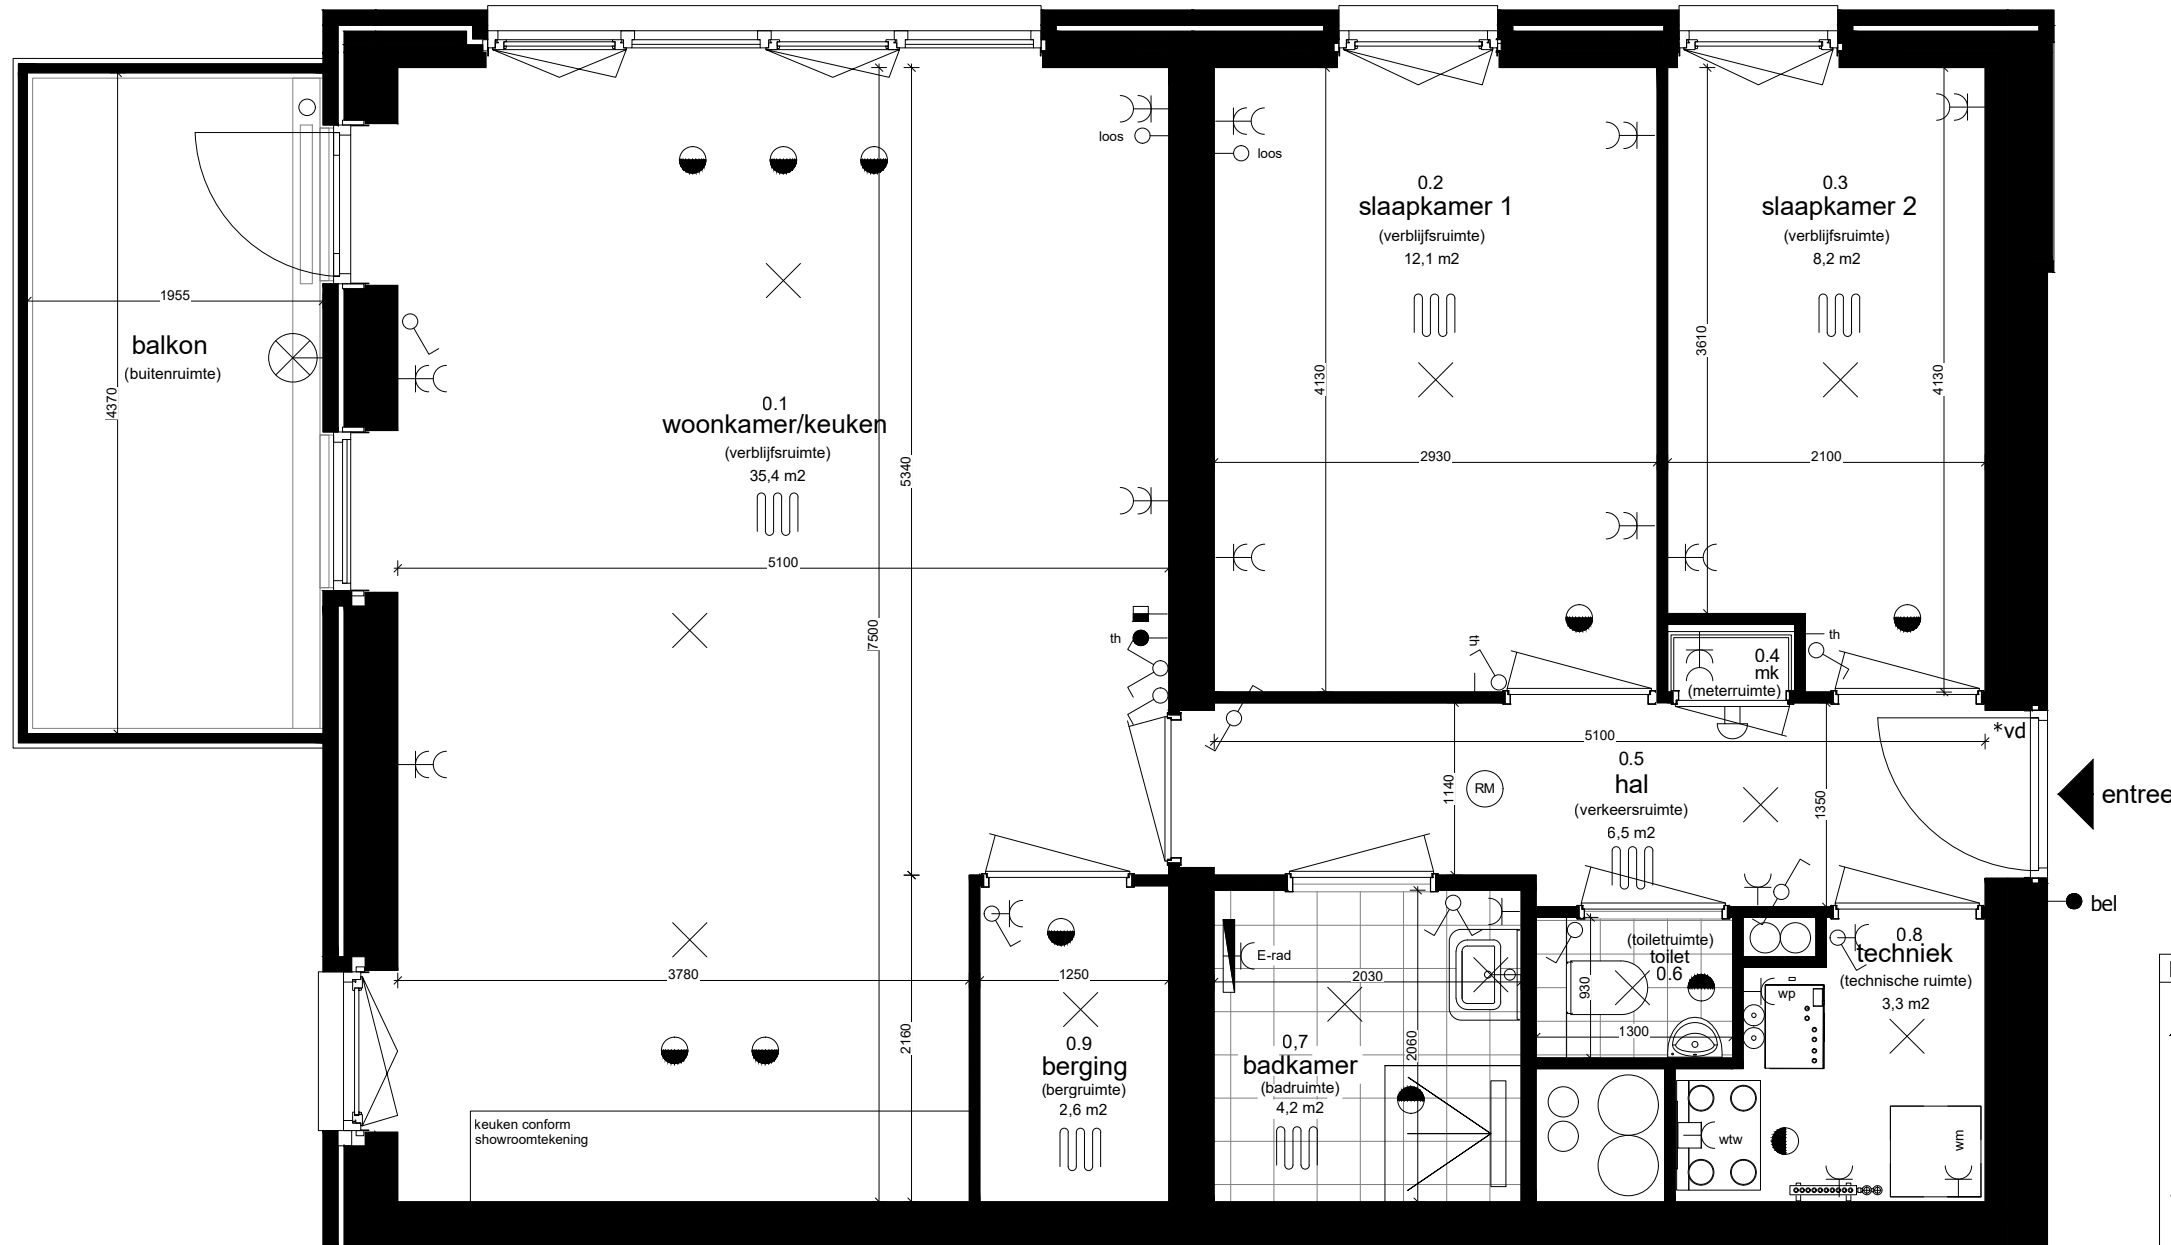 loos
loos
0.2
slaapkamer 1
(verblijfsruimte)
12,1 m2
0.3
slaapkamer 2
(verblijfsruimte)
8,2 m2
1955
balkon
(buitenruimte)
4370
0.1
woonkamer/keuken
(verblijfsruimte)
35,4 m2
5340
7500
5100
4130
2930
3610
4130
2100
th
th
th
0.4
mk
(meterruimte)
*vd
5100
0.5
hal
(verkeersruimte)
6,5 m2
RM
1140
1350
entree
bel
3780
1250
2160
0.9
berging
(bergruimte)
2,6 m2
E-rad
2030
2060
0,7
badkamer
(badruimte)
4,2 m2
(toiletruimte)
toilet
0.6
930
1300
0.8
techniek
(technische ruimte)
3,3 m2
wp
wtw
wm
keuken conform
showroomtekening